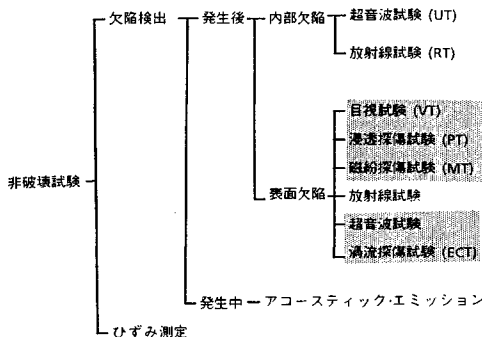 欠陥検出
発生後
内部欠陥
超音波試験 (UT)
放射線試験 (RT)
目視試験 (VT)
浸透探傷試験 (PT)
磁紛探傷試験 (MT)
非破壊試験
表面欠陥
放射線試験
超音波試験
渦流探傷試験 (ECT)
発生中
アコースティック・エミッション
ひずみ測定